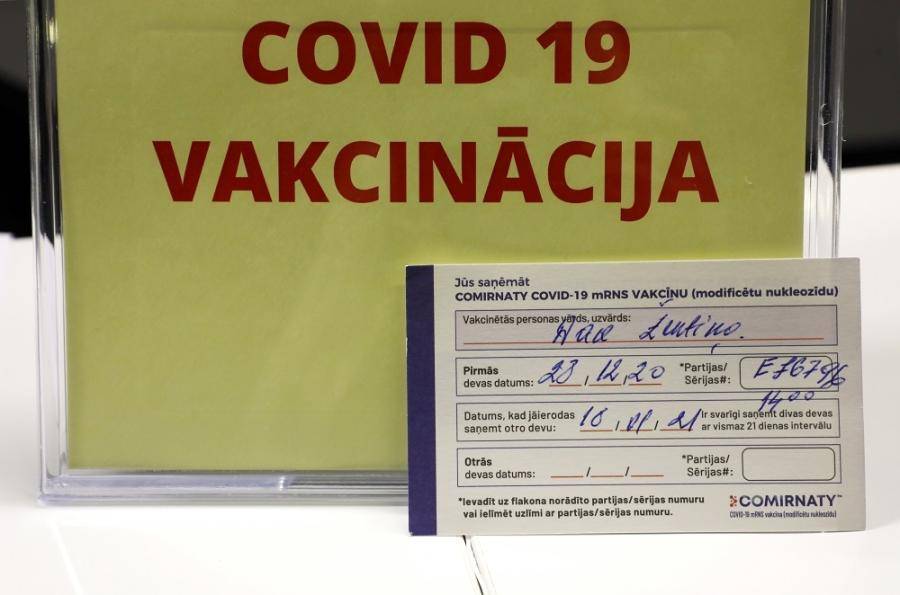 COVID 19
VAKCINĀCIJA
Jūs saņēmāt
COMIRNATY COVID-19 mRNS VAKCĪNU (modificētu nukleozīdu)
Vakcinētās personas vārds, uzvārds:
Pirmās devas datums: 28, 12, 20 *Partijas/ Sērijas#: EJ6796
14 00
Datums, kad jāierodas saņemt otro devu: 18, 01, 21 Ir svarīgi saņemt divas devas ar vismaz 21 dienas intervālu
Otrās devas datums: / / *Partijas/ Sērijas#:
*Ievadīt uz flakona norādīto partijas/sērijas numuru
vai ielīmēt uzlīmi ar partijas/sērijas numuru.
COMIRNATY™
COVID-19 mRNS vakcīna (modificētu nukleozīdu)